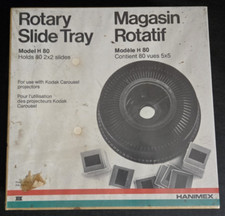 Rotary
Slide Tray
Model H 80
Holds 80 2x2 slides
For use with Kodak Carousel
projectors
Pour l'utilisation
des projecteurs Kodak
Carousel
Magasin
Rotatif
Modèle H 80
Contient 80 vues 5x5
HANIMEX